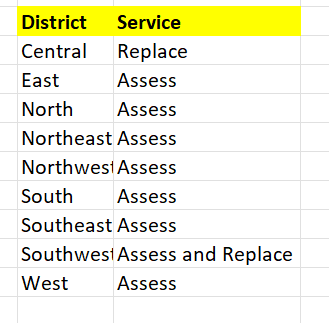 District Service
Central Replace
East Assess
North Assess
Northeast Assess
Northwest Assess
South Assess
Southeast Assess
Southwest Assess and Replace
West Assess